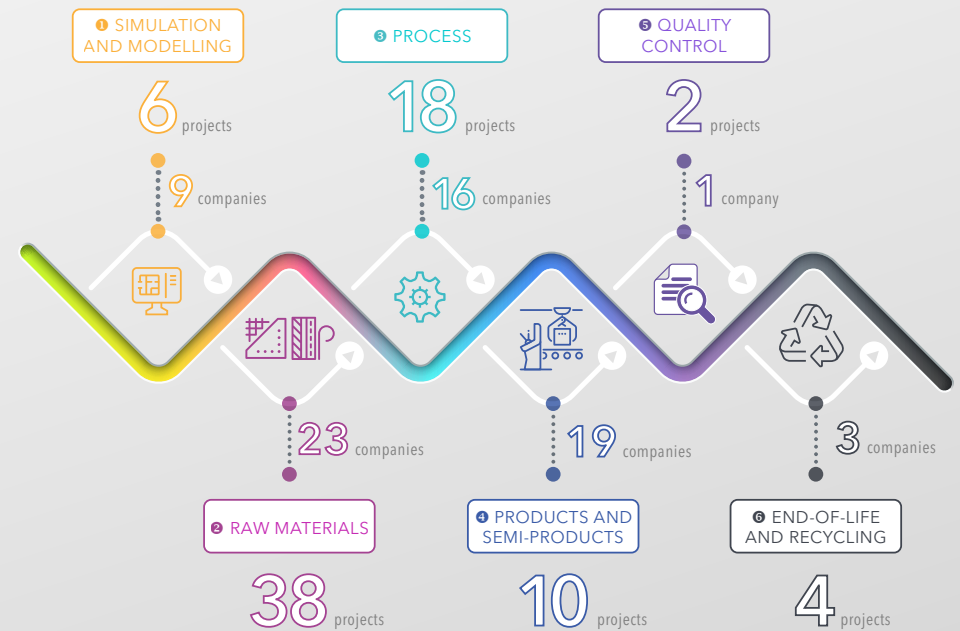 ❶ SIMULATION
AND MODELLING
6 projects
9 companies
❸ PROCESS
18 projects
16 companies
❺ QUALITY
CONTROL
2 projects
1 company
23 companies
❷ RAW MATERIALS
38 projects
19 companies
❹ PRODUCTS AND
SEMI-PRODUCTS
10 projects
3 companies
❻ END-OF-LIFE
AND RECYCLING
4 projects